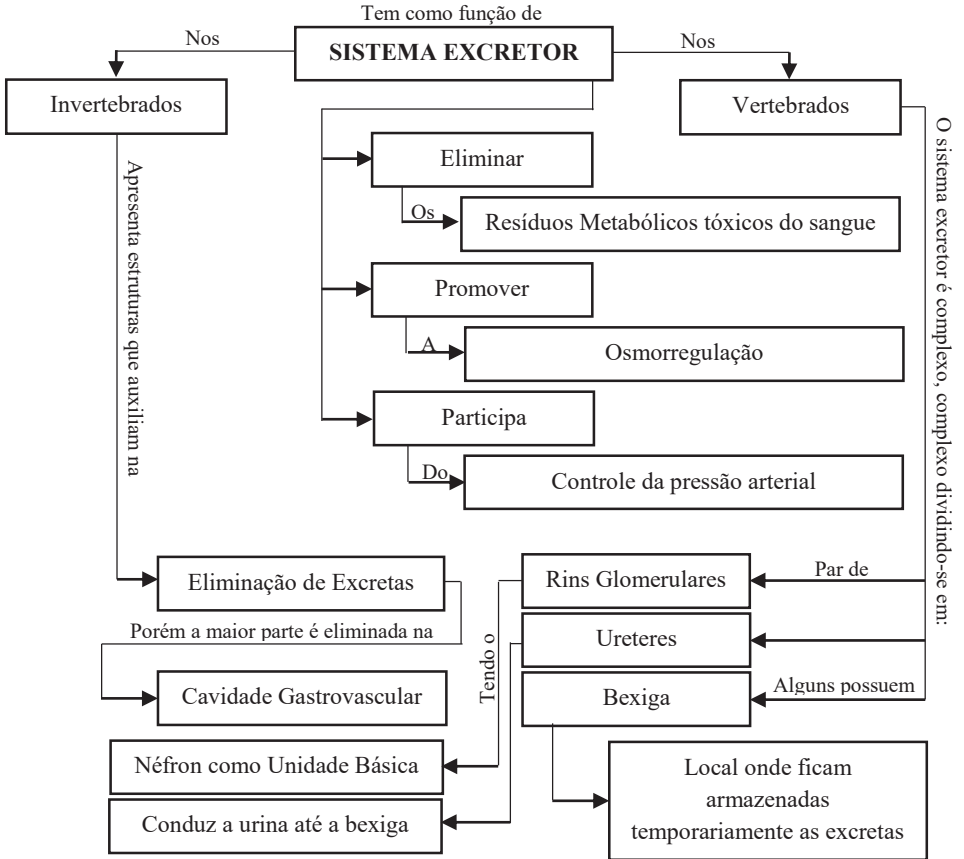 Tem como função de
Nos
SISTEMA EXCRETOR
Nos
Invertebrados
Vertebrados
Eliminar
Os
Resíduos Metabólicos tóxicos do sangue
Promover
A
Osmorregulação
Participa
Do
Controle da pressão arterial
Apresenta estruturas que auxiliam na
O sistema excretor é complexo, complexo dividindo-se em:
Eliminação de Excretas
Rins Glomerulares
Par de
Porém a maior parte é eliminada na
Tendo o
Ureteres
Cavidade Gastrovascular
Bexiga
Alguns possuem
Néfron como Unidade Básica
Conduz a urina até a bexiga
Local onde ficam
armazenadas
temporariamente as excretas